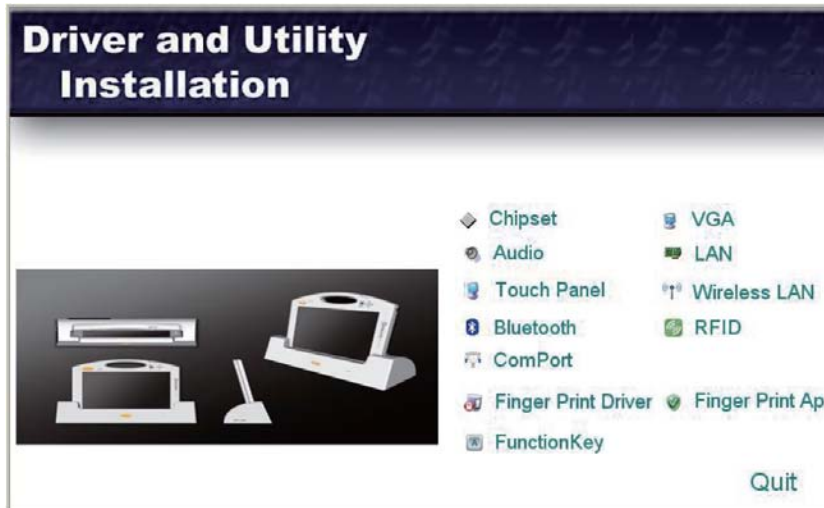 Driver and Utility
Installation
Chipset
VGA
Audio
LAN
Touch Panel
Wireless LAN
Bluetooth
RFID
ComPort
Finger Print Driver
Finger Print Ap
FunctionKey
Quit